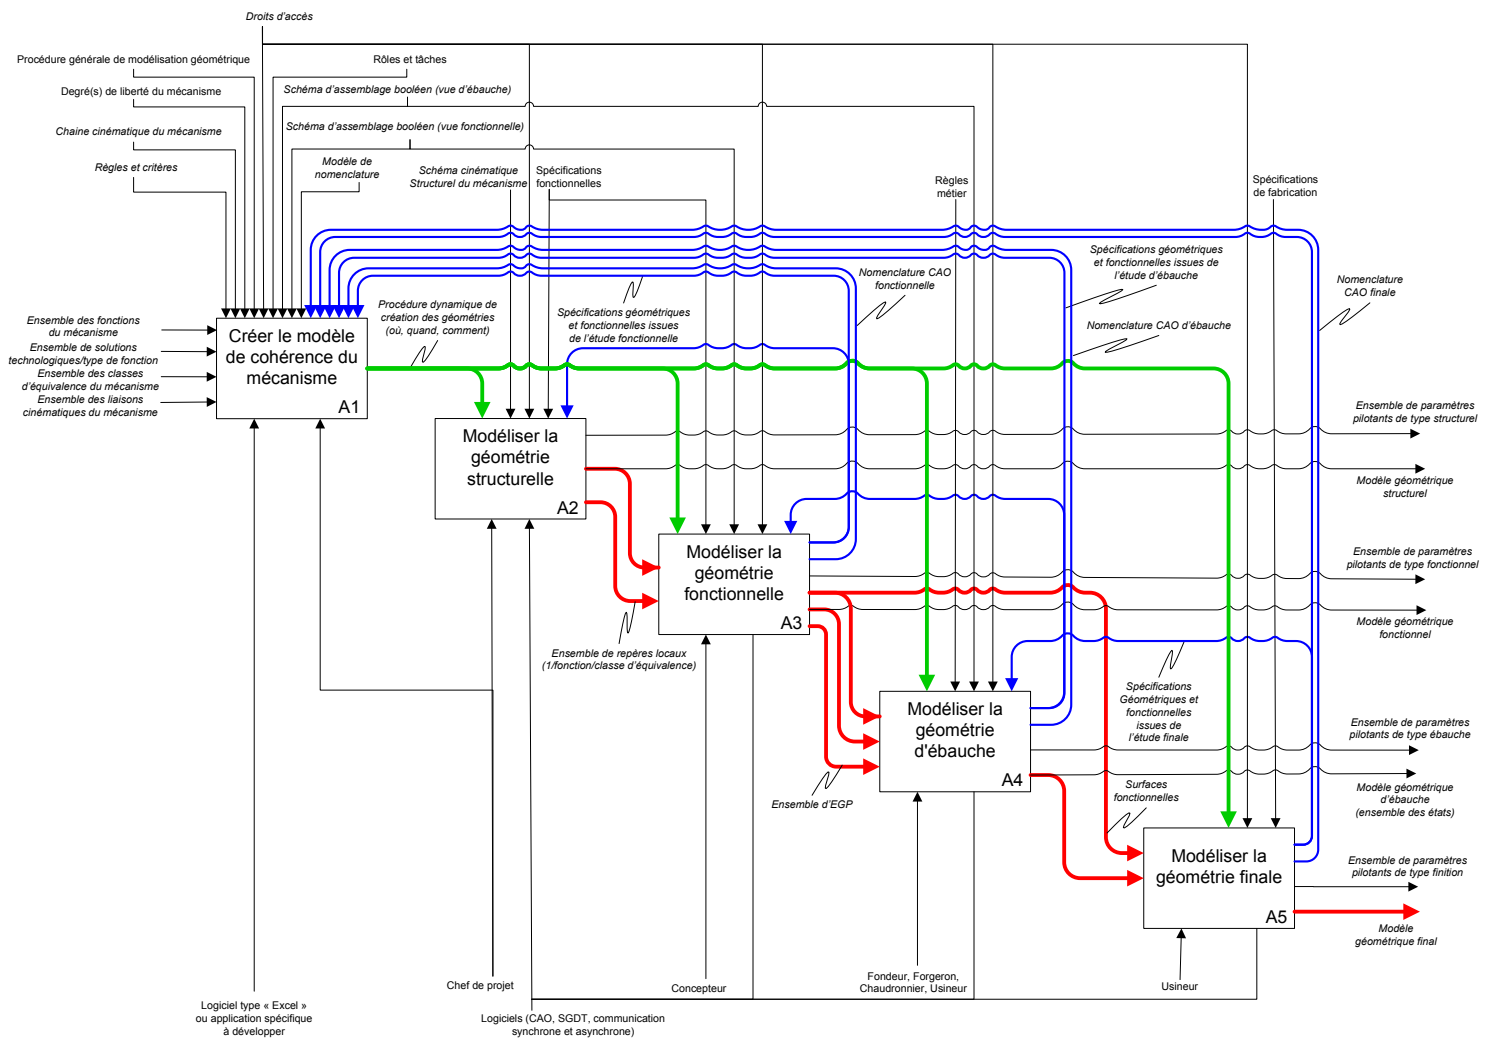 Droits d'accès
Procédure générale de modélisation géométrique
Rôles et tâches
Degré(s) de liberté du mécanisme
Schéma d'assemblage booléen (vue d'ébauche)
Chaine cinématique du mécanisme
Schéma d'assemblage booléen (vue fonctionnelle)
Règles et critères
Modèle de
nomenclature
Schéma cinématique
Structurel du mécanisme
Spécifications
fonctionnelles
Règles
métier
Spécifications
de fabrication
Spécifications géométriques
et fonctionnelles issues de
l'étude d'ébauche
Nomenclature CAO
fonctionnelle
Nomenclature
CAO finale
Procédure dynamique de
création des géométries
(où, quand, comment)
Spécifications géométriques
et fonctionnelles issues
de l'étude fonctionnelle
Nomenclature CAO d'ébauche
Ensemble des fonctions
du mécanisme
Ensemble de solutions
technologiques/type de fonction
Ensemble des classes
d'équivalence du mécanisme
Ensemble des liaisons
cinématiques du mécanisme
Créer le modèle
de cohérence du
mécanisme
A1
Modéliser la
géométrie
structurelle
A2
Ensemble de paramètres
pilotants de type structurel
Modèle géométrique
structurel
Modéliser la
géométrie
fonctionnelle
A3
Ensemble de paramètres
pilotants de type fonctionnel
Modèle géométrique
fonctionnel
Ensemble de repères locaux
(1/fonction/classe d'équivalence)
Modéliser la
géométrie
d'ébauche
A4
Spécifications
Géométriques et
fonctionnelles
issues de
l'étude finale
Ensemble de paramètres
pilotants de type ébauche
Modèle géométrique
d'ébauche
(ensemble des états)
Ensemble d'EGP
Surfaces
fonctionnelles
Modéliser la
géométrie finale
A5
Ensemble de paramètres
pilotants de type finition
Modèle
géométrique final
Chef de projet
Concepteur
Fondeur, Forgeron,
Chaudronnier, Usineur
Usineur
Logiciel type « Excel »
ou application spécifique
à développer
Logiciels (CAO, SGDT, communication
synchrone et asynchrone)